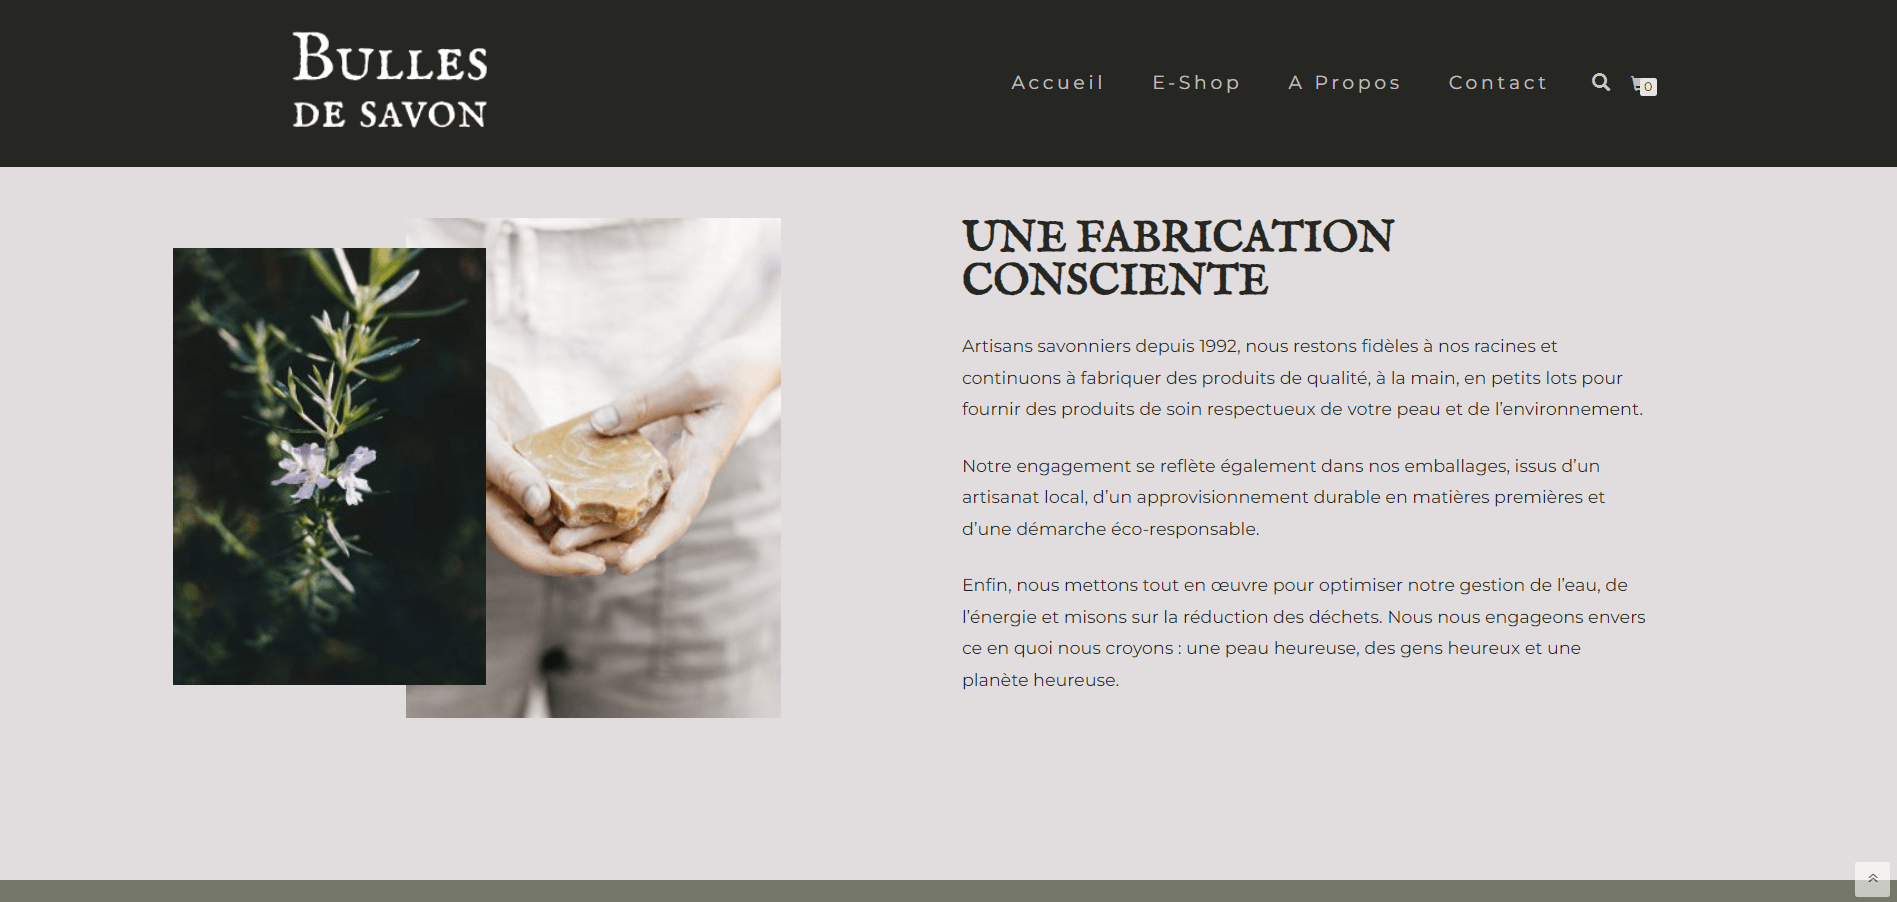 BULLES
DE SAVON
Accueil
E-Shop
A Propos
Contact
0
UNE FABRICATION
CONSCIENTE
Artisans savonniers depuis 1992, nous restons fidèles à nos racines et
continuons à fabriquer des produits de qualité, à la main, en petits lots pour
fournir des produits de soin respectueux de votre peau et de l’environnement.
Notre engagement se reflète également dans nos emballages, issus d’un
artisanat local, d’un approvisionnement durable en matières premières et
d’une démarche éco-responsable.
Enfin, nous mettons tout en œuvre pour optimiser notre gestion de l’eau, de
l’énergie et misons sur la réduction des déchets. Nous nous engageons envers
ce en quoi nous croyons : une peau heureuse, des gens heureux et une
planète heureuse.